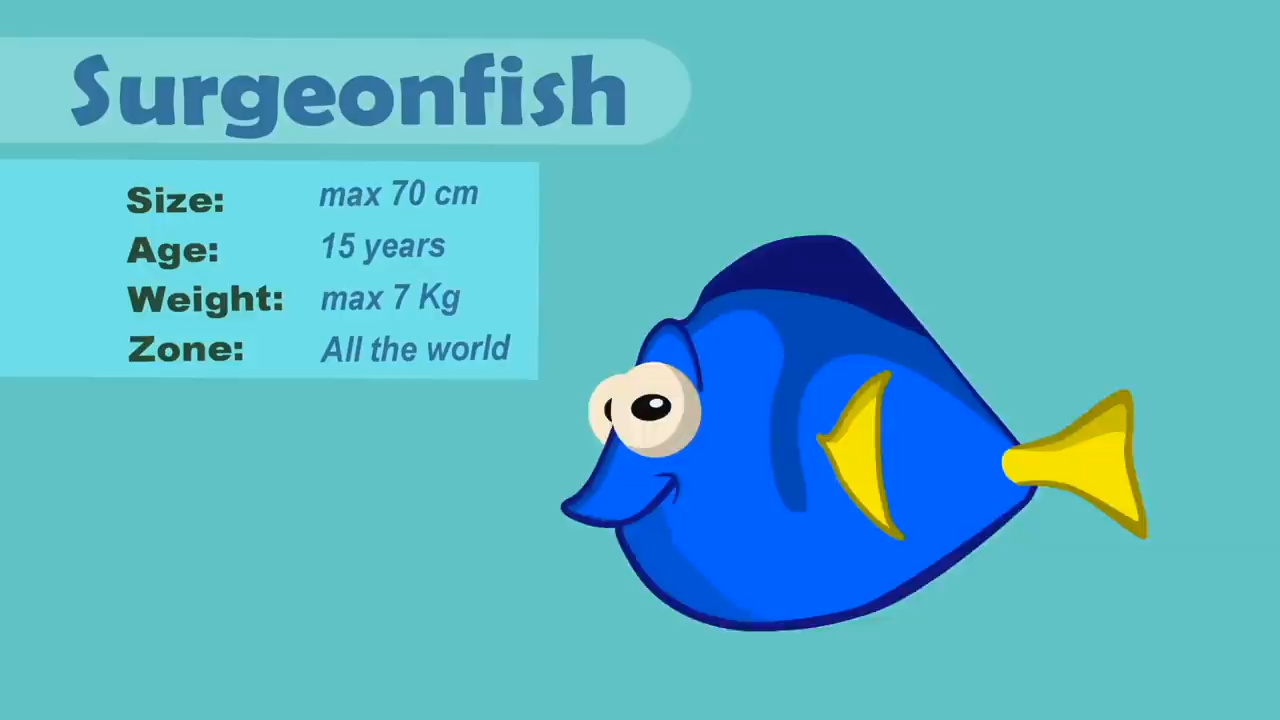 Surgeonfish
Size: max 70 cm
Age: 15 years
Weight: max 7 Kg
Zone: All the world